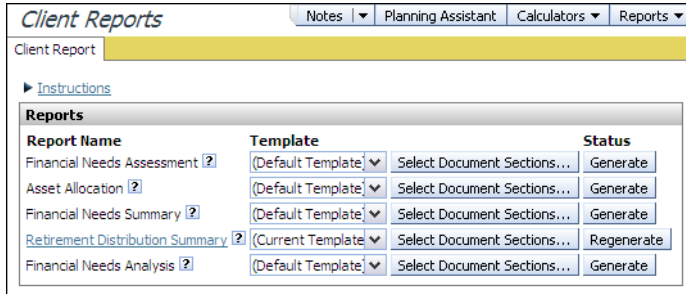 Client Reports
Notes Planning Assistant Calculators Reports
Client Report
Instructions
Reports
Report Name Template Status
Financial Needs Assessment ? (Default Template) Select Document Sections... Generate
Asset Allocation ? (Default Template) Select Document Sections... Generate
Financial Needs Summary ? (Default Template) Select Document Sections... Generate
Retirement Distribution Summary ? (Current Template Select Document Sections... Regenerate
Financial Needs Analysis ? (Default Template) Select Document Sections... Generate